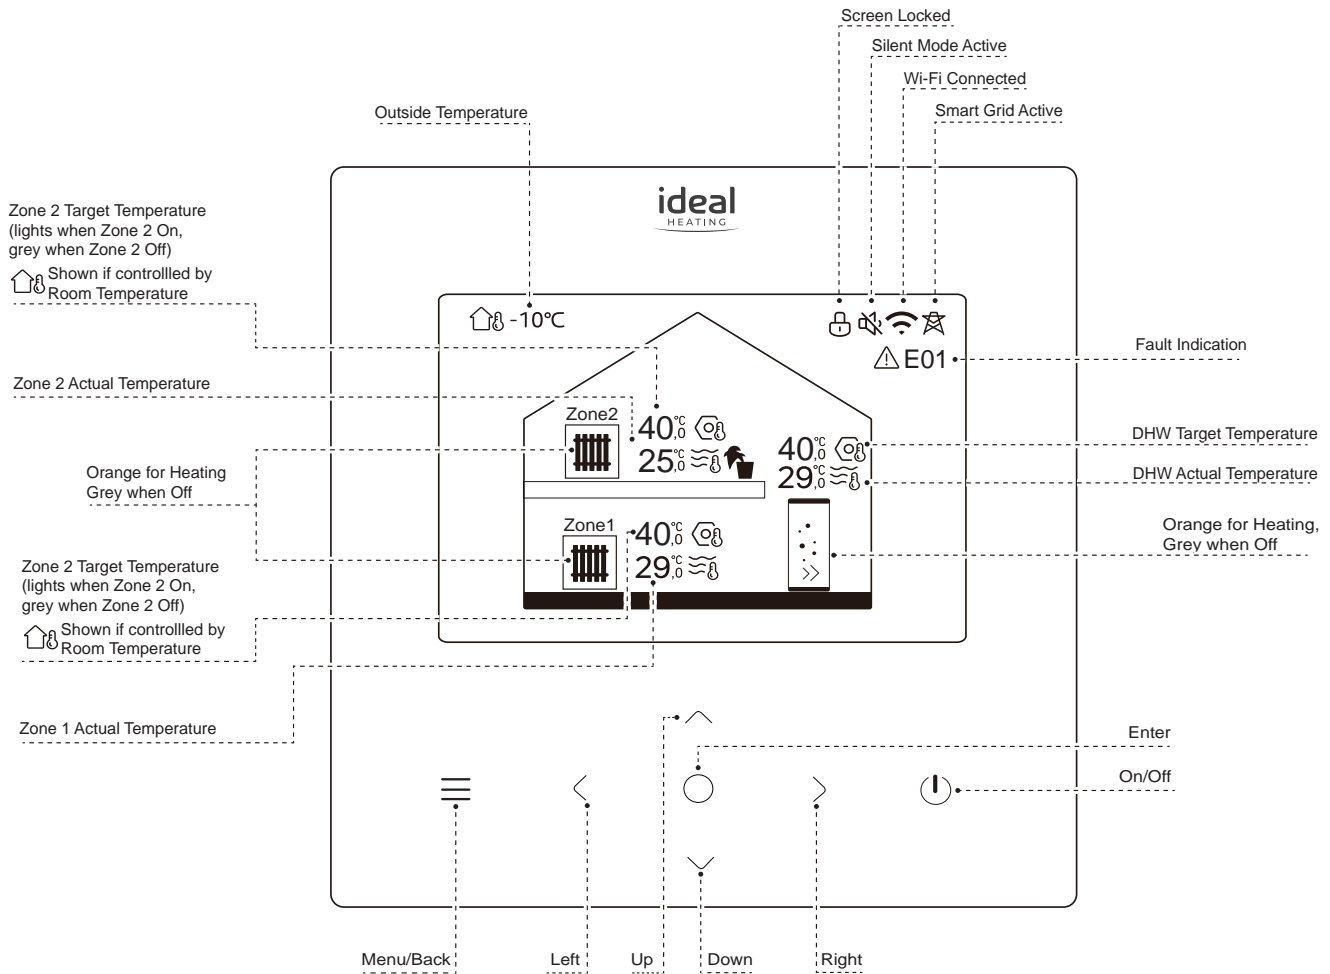 Screen Locked
Silent Mode Active
Wi-Fi Connected
Smart Grid Active
Outside Temperature
ideal
HEATING
Zone 2 Target Temperature
(lights when Zone 2 On,
grey when Zone 2 Off)
Shown if controllled by
Room Temperature
-10°C
E01
Fault Indication
Zone 2 Actual Temperature
Zone2
40,0 °C
25,0 °C
40,0 °C
29,0 °C
DHW Target Temperature
DHW Actual Temperature
Orange for Heating
Grey when Off
Zone1
40,0 °C
29,0 °C
Orange for Heating,
Grey when Off
Zone 2 Target Temperature
(lights when Zone 2 On,
grey when Zone 2 Off)
Shown if controllled by
Room Temperature
Zone 1 Actual Temperature
Enter
On/Off
Menu/Back
Left
Up
Down
Right